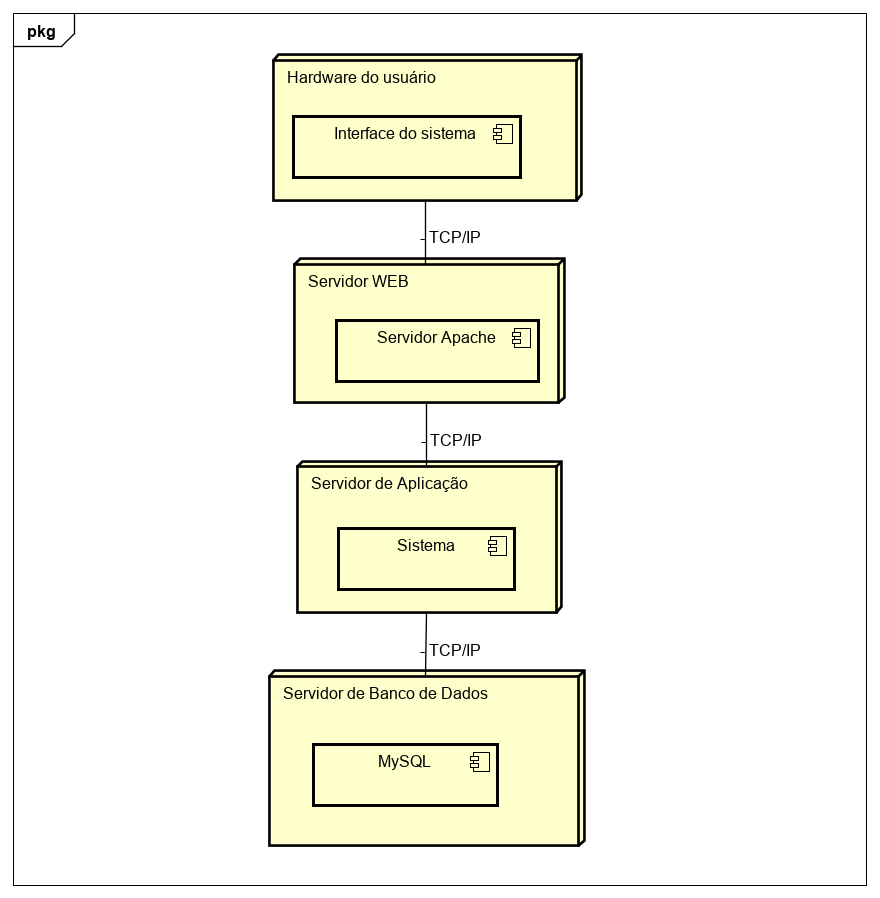 pkg
Hardware do usuário
Interface do sistema
- TCP/IP
Servidor WEB
Servidor Apache
- TCP/IP
Servidor de Aplicação
Sistema
- TCP/IP
Servidor de Banco de Dados
MySQL